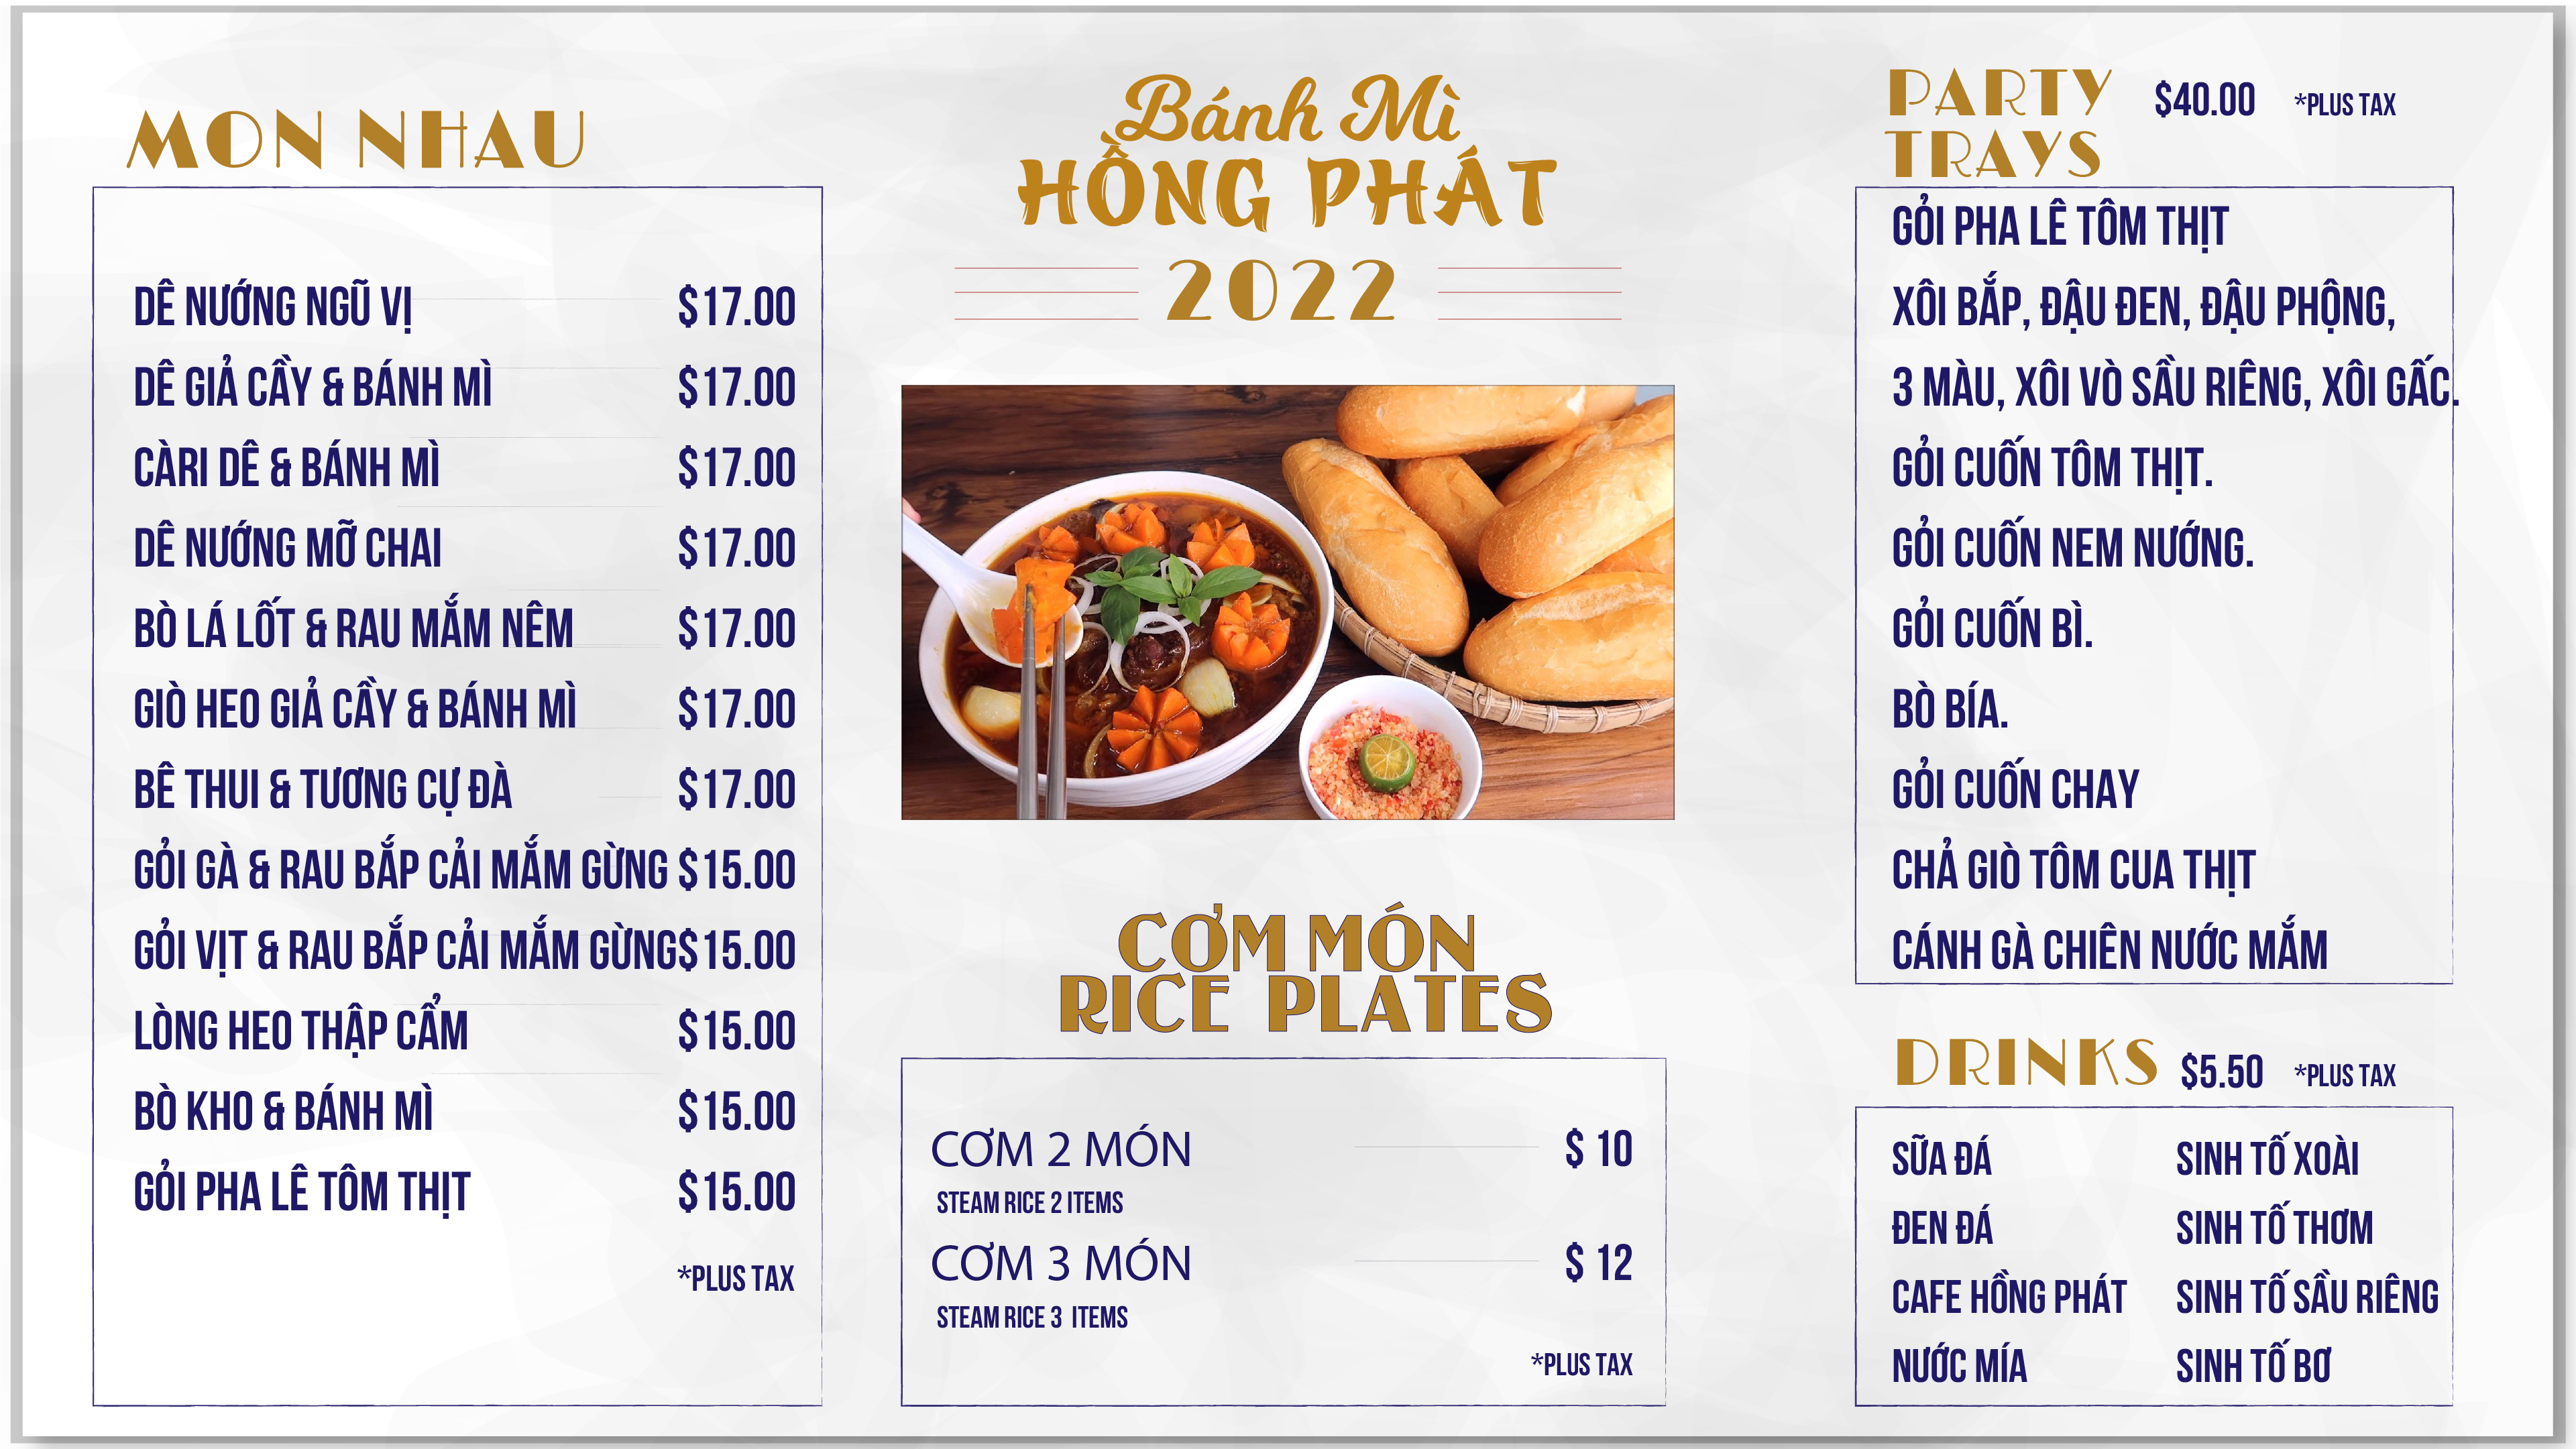 MON NHAU
DÊ NƯỚNG NGŨ VỊ $17.00
DÊ GIẢ CẦY & BÁNH MÌ $17.00
CÀRI DÊ & BÁNH MÌ $17.00
DÊ NƯỚNG MỠ CHAI $17.00
BÒ LÁ LỐT & RAU MẮM NÊM $17.00
GIÒ HEO GIẢ CẦY & BÁNH MÌ $17.00
BÊ THUI & TƯƠNG CỰ ĐÀ $17.00
GỎI GÀ & RAU BẮP CẢI MẮM GỪNG $15.00
GỎI VỊT & RAU BẮP CẢI MẮM GỪNG$15.00
LÒNG HEO THẬP CẨM $15.00
BÒ KHO & BÁNH MÌ $15.00
GỎI PHA LÊ TÔM THỊT $15.00
*PLUS TAX
Bánh Mì
HỒNG PHÁT
2022
CƠM MÓN
RICE PLATES
CƠM 2 MÓN $ 10
STEAM RICE 2 ITEMS
CƠM 3 MÓN $ 12
STEAM RICE 3 ITEMS
*PLUS TAX
PARTY $40.00 *PLUS TAX
TRAYS
GỎI PHA LÊ TÔM THỊT
XÔI BẮP, ĐẬU ĐEN, ĐẬU PHỘNG,
3 MÀU, XÔI VÒ SẦU RIÊNG, XÔI GẤC.
GỎI CUỐN TÔM THỊT.
GỎI CUỐN NEM NƯỚNG.
GỎI CUỐN BÌ.
BÒ BÍA.
GỎI CUỐN CHAY
CHẢ GIÒ TÔM CUA THỊT
CÁNH GÀ CHIÊN NƯỚC MẮM
DRINKS $5.50 *PLUS TAX
SỮA ĐÁ SINH TỐ XOÀI
ĐEN ĐÁ SINH TỐ THƠM
CAFE HỒNG PHÁT SINH TỐ SẦU RIÊNG
NƯỚC MÍA SINH TỐ BƠ